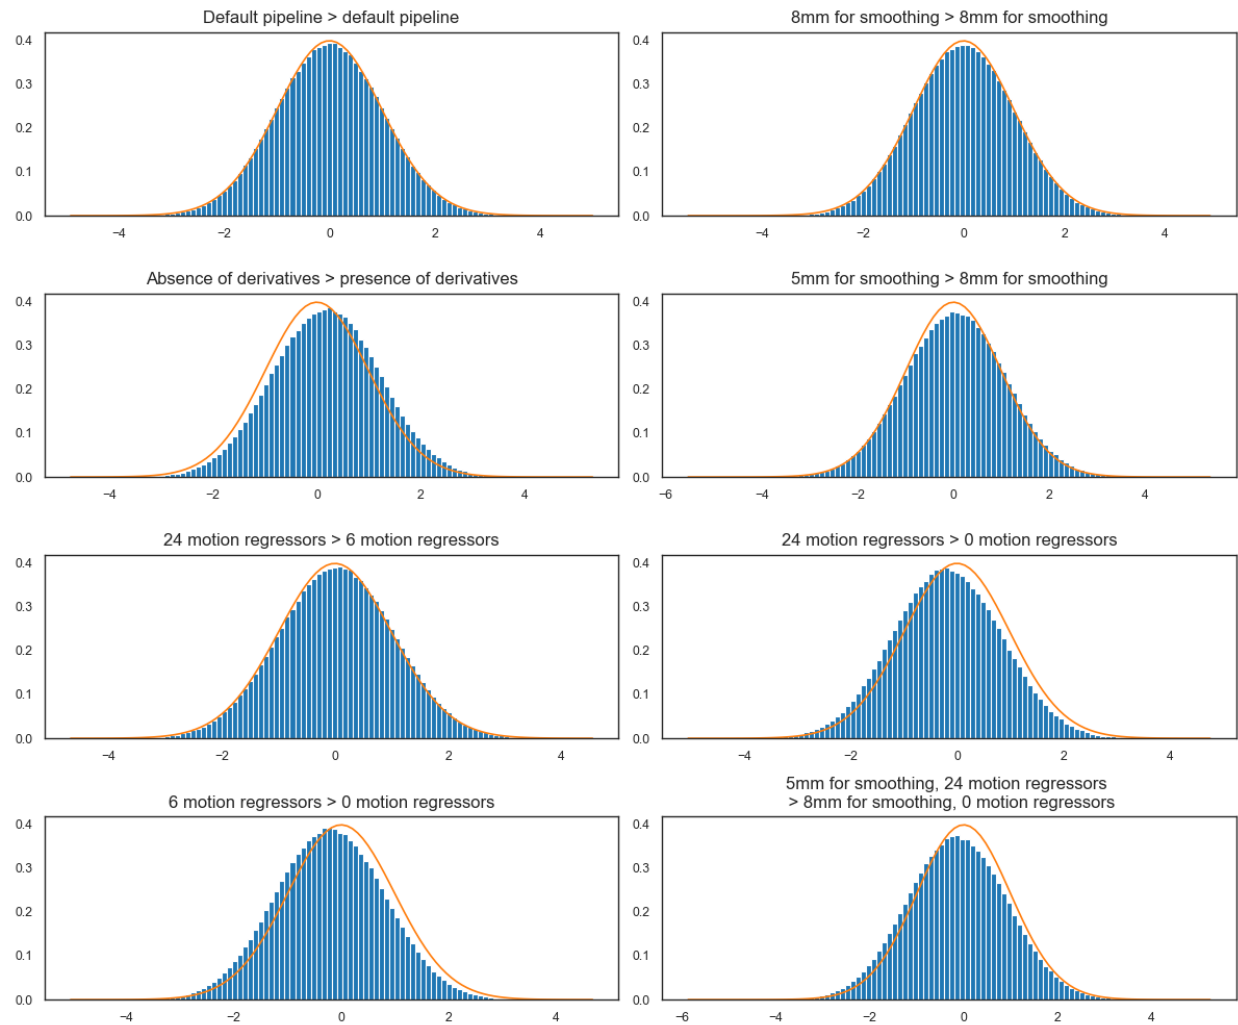 Default pipeline > default pipeline
0.4
0.3
0.2
0.1
0.0
−4 −2 0 2 4
8mm for smoothing > 8mm for smoothing
0.4
0.3
0.2
0.1
0.0
−4 −2 0 2 4
Absence of derivatives > presence of derivatives
0.4
0.3
0.2
0.1
0.0
−4 −2 0 2 4
5mm for smoothing > 8mm for smoothing
0.4
0.3
0.2
0.1
0.0
−6 −4 −2 0 2 4
24 motion regressors > 6 motion regressors
0.4
0.3
0.2
0.1
0.0
−4 −2 0 2 4
24 motion regressors > 0 motion regressors
0.4
0.3
0.2
0.1
0.0
−4 −2 0 2 4
6 motion regressors > 0 motion regressors
0.4
0.3
0.2
0.1
0.0
−4 −2 0 2 4
5mm for smoothing, 24 motion regressors
> 8mm for smoothing, 0 motion regressors
0.4
0.3
0.2
0.1
0.0
−6 −4 −2 0 2 4